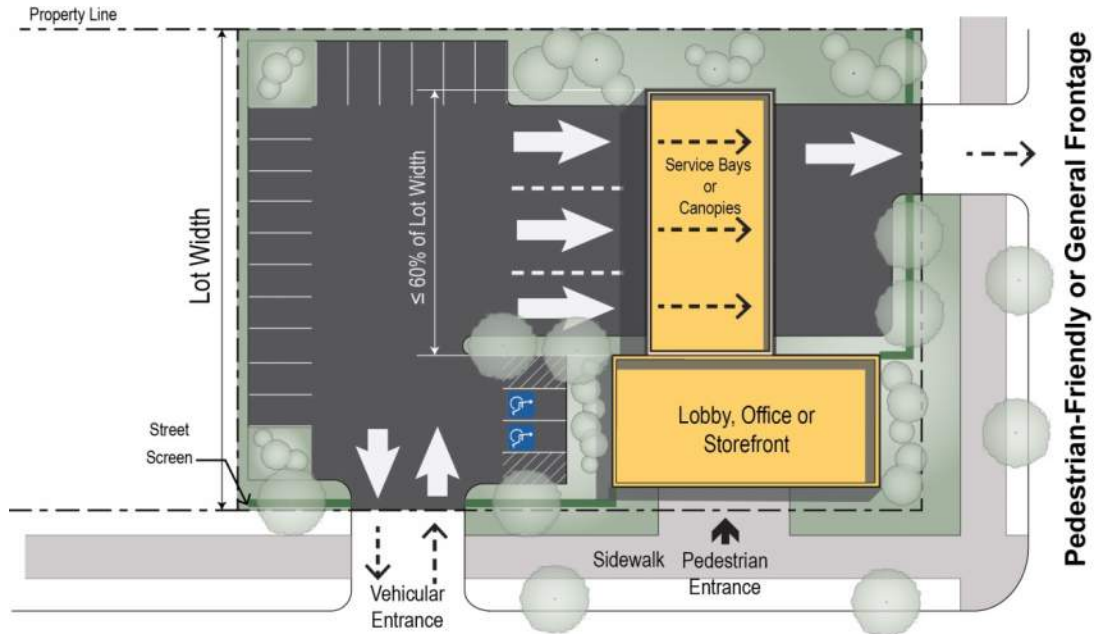 Property Line
Lot Width
≤ 60% of Lot Width
Service Bays
or
Canopies
Pedestrian-Friendly or General Frontage
Lobby, Office or
Storefront
Street
Screen
Sidewalk
Pedestrian
Entrance
Vehicular
Entrance